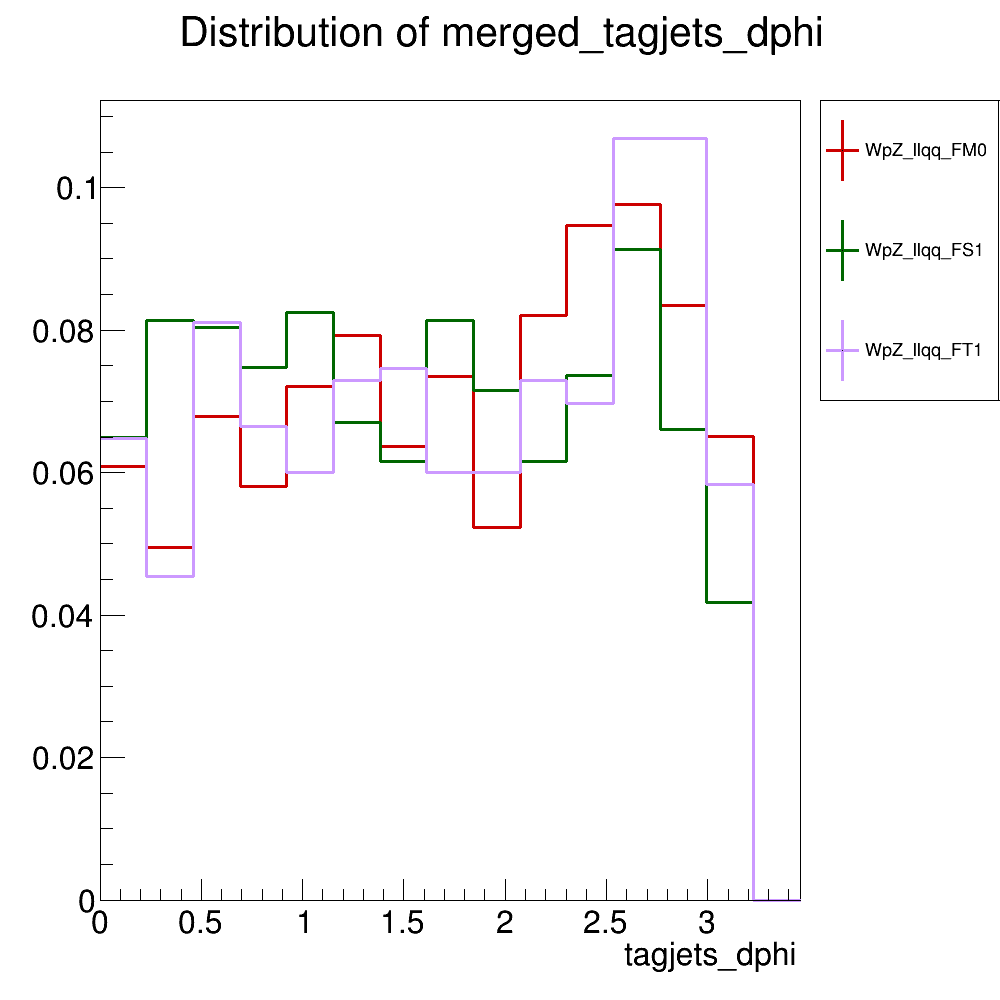 Distribution of merged_tagjets_dphi
0.1
0.08
0.06
0.04
0.02
0
0 0.5 1 1.5 2 2.5 3
tagjets_dphi
WpZ_llqq_FM0
WpZ_llqq_FS1
WpZ_llqq_FT1